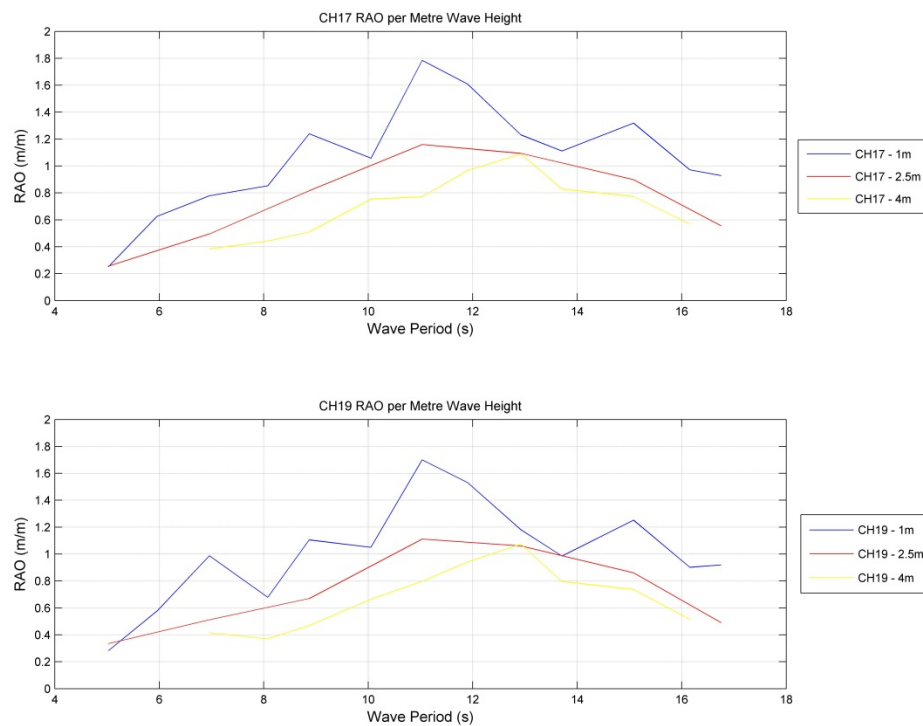 CH17 RAO per Metre Wave Height
2
1.8
1.6
1.4
1.2
1
0.8
0.6
0.4
0.2
0
RAO (m/m)
4 6 8 10 12 14 16 18
Wave Period (s)
CH17 - 1m
CH17 - 2.5m
CH17 - 4m
CH19 RAO per Metre Wave Height
2
1.8
1.6
1.4
1.2
1
0.8
0.6
0.4
0.2
0
RAO (m/m)
4 6 8 10 12 14 16 18
Wave Period (s)
CH19 - 1m
CH19 - 2.5m
CH19 - 4m